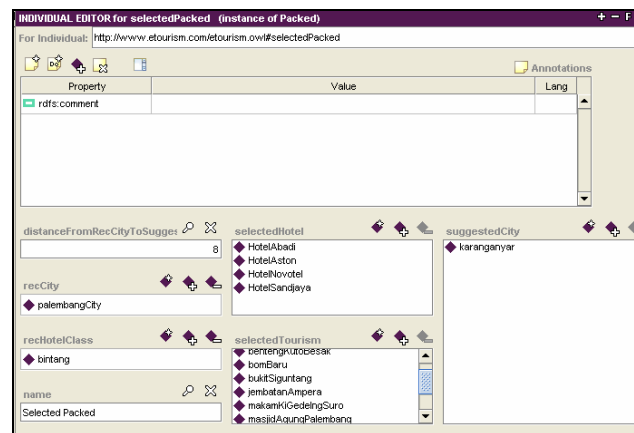 INDIVIDUAL EDITOR for selectedPacked (instance of Packed) + − F
For Individual: http://www.etourism.com/etourism.owl#selectedPacked
Annotations
Property Value Lang
rdfs:comment
distanceFromRecCityToSugges
8
recCity
palembangCity
recHotelClass
bintang
name
Selected Packed
selectedHotel
HotelAbadi
HotelAston
HotelNovotel
HotelSandjaya
selectedTourism
bentengKutoBesak
bomBaru
bukitSiguntang
jembatanAmpera
makamKiGedeIngSuro
masjidAgungPalembang
suggestedCity
karanganyar